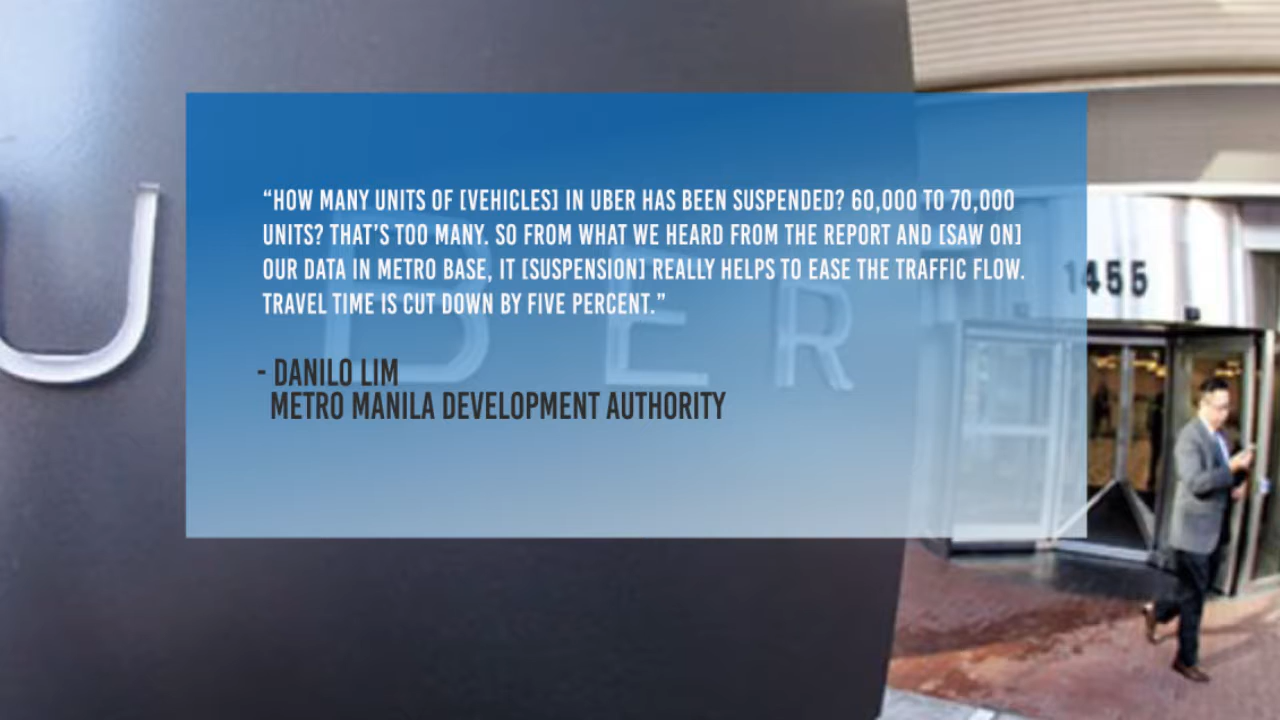 “HOW MANY UNITS OF [VEHICLES] IN UBER HAS BEEN SUSPENDED? 60,000 TO 70,000
UNITS? THAT’S TOO MANY. SO FROM WHAT WE HEARD FROM THE REPORT AND [SAW ON]
OUR DATA IN METRO BASE, IT [SUSPENSION] REALLY HELPS TO EASE THE TRAFFIC FLOW.
TRAVEL TIME IS CUT DOWN BY FIVE PERCENT.”
- DANILO LIM
METRO MANILA DEVELOPMENT AUTHORITY
UBER
1455